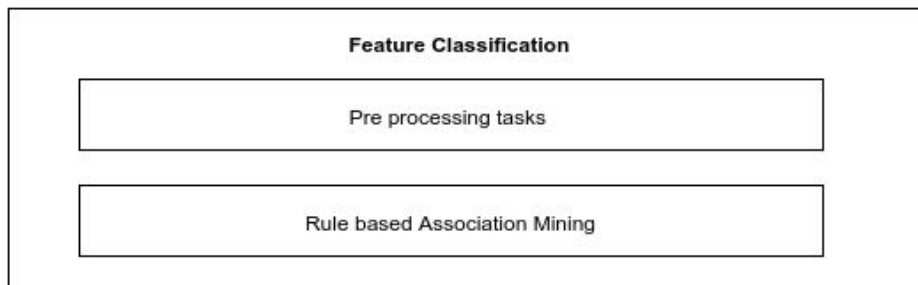 Feature Classification
Pre processing tasks
Rule based Association Mining